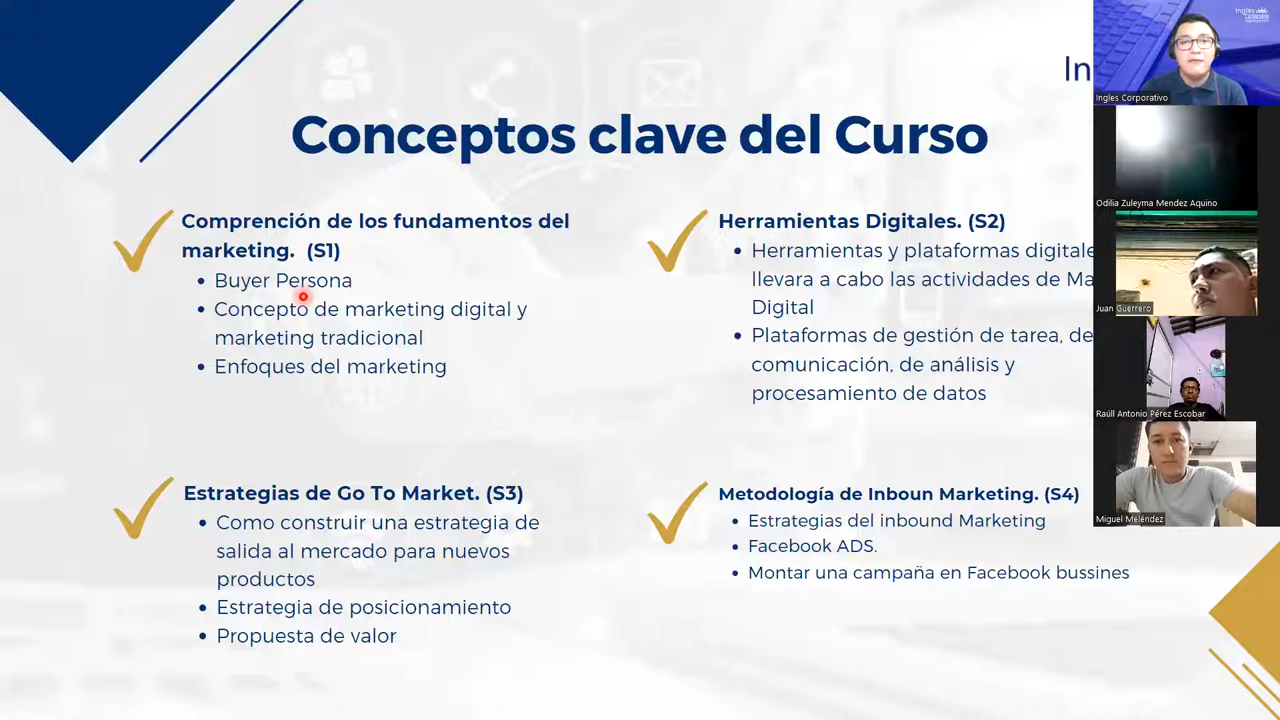 In
Conceptos clave del Curso
Comprención de los fundamentos del
marketing. (S1)
Buyer Persona
Concepto de marketing digital y
marketing tradicional
Enfoques del marketing
Herramientas Digitales. (S2)
Herramientas y plataformas digitale
llevara a cabo las actividades de Ma
Digital
Plataformas de gestión de tarea, de
comunicación, de análisis y
procesamiento de datos
Estrategias de Go To Market. (S3)
Como construir una estrategia de
salida al mercado para nuevos
productos
Estrategia de posicionamiento
Propuesta de valor
Metodología de Inboun Marketing. (S4)
Estrategias del inbound Marketing
Facebook ADS.
Montar una campaña en Facebook bussines
Inglés
Corporativo
Ingles Corporativo
Odilia Zuleyma Mendez Aquino
Juan Guerrero
Raúll Antonio Pérez Escobar
Miguel Meléndez